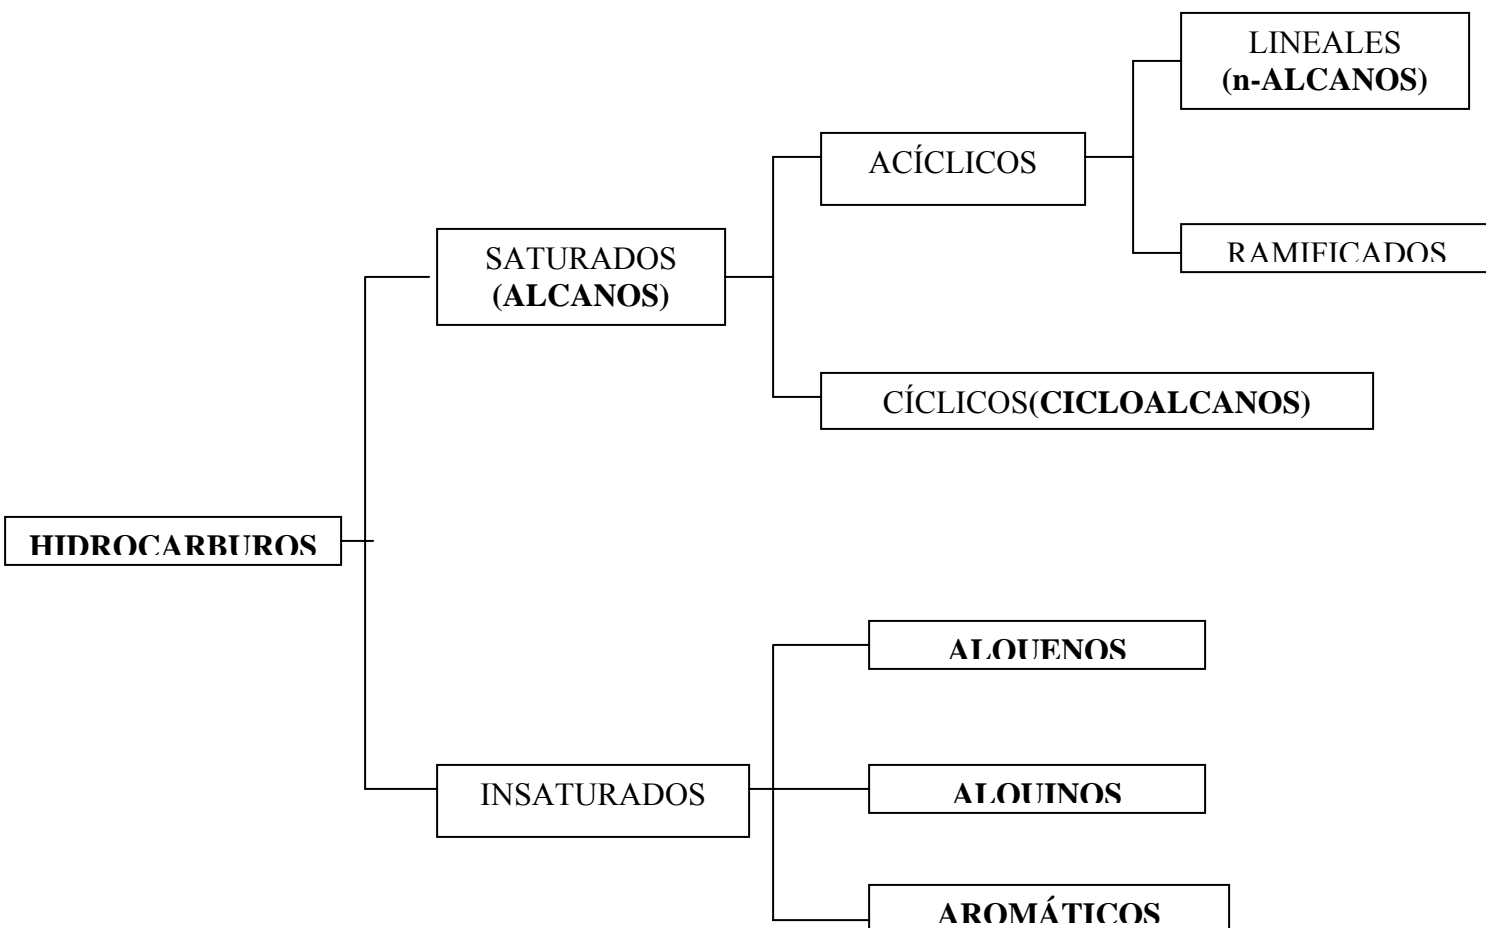 LINEALES
(n-ALCANOS)
ACÍCLICOS
SATURADOS
(ALCANOS)
RAMIFICADOS
CÍCLICOS(CICLOALCANOS)
HIDROCARBUROS
ALQUENOS
INSATURADOS
ALQUINOS
AROMÁTICOS